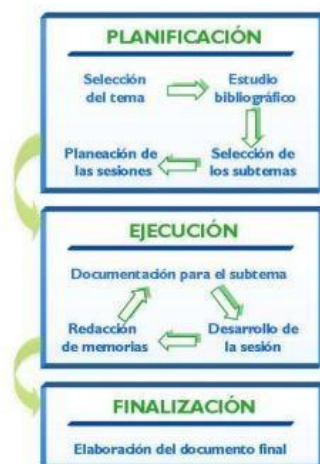 PLANIFICACIÓN
Selección
del tema
Estudio
bibliográfico
Planeación de
las sesiones
Selección de
los subtemas
EJECUCIÓN
Documentación para el subtema
Redacción
de memorias
Desarrollo de
la sesión
FINALIZACIÓN
Elaboración del documento final